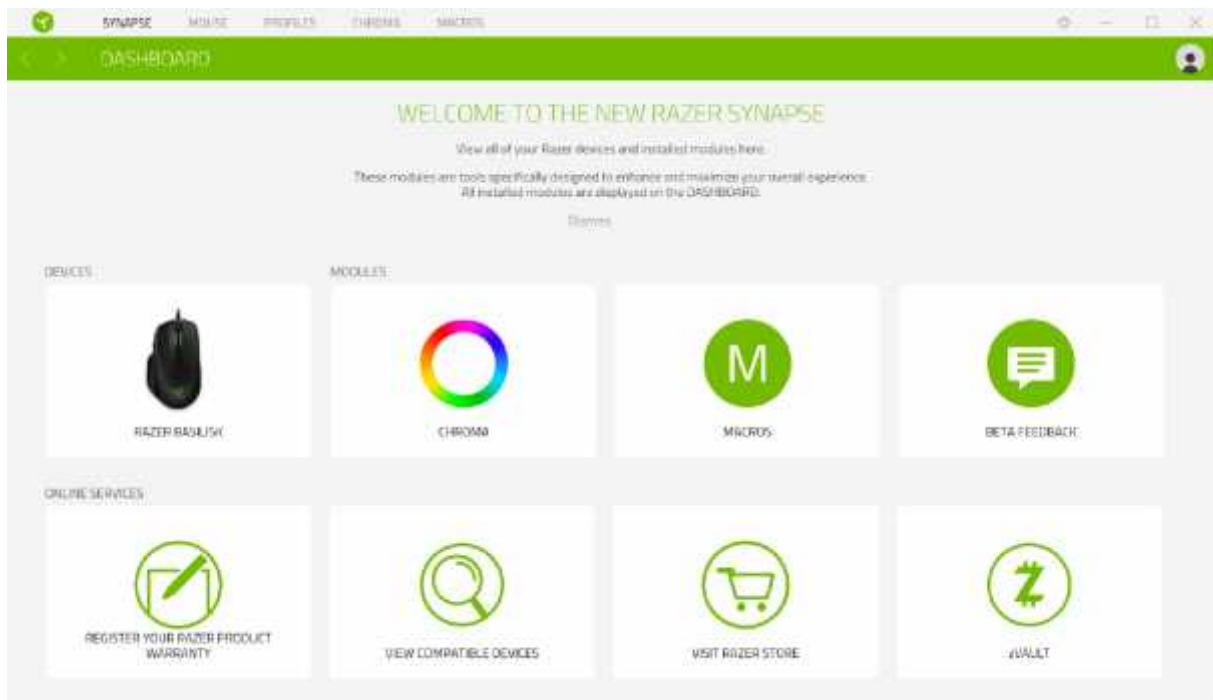 SYNAPSE MOUSE PROFILES CHROMA MACROS
DASHBOARD
WELCOME TO THE NEW RAZER SYNAPSE
View all of your Razer devices and installed modules here.
These modules are tools specifically designed to enhance and maximize your overall experience.
All installed modules are displayed on the DASHBOARD.
Dismiss
DEVICES MODULES
RAZER BASILISK CHROMA MACROS BETA FEEDBACK
M
ONLINE SERVICES
REGISTER YOUR RAZER PRODUCT
WARRANTY
VIEW COMPATIBLE DEVICES VISIT RAZER STORE zVAULT